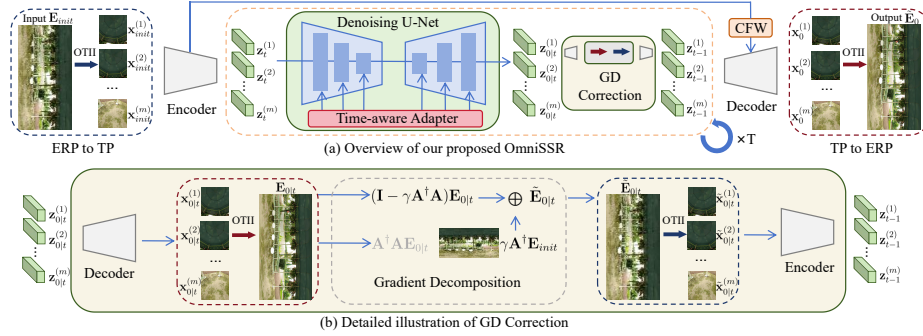 Input E_init
x_init^(1)
OTII
x_init^(2)
...
x_init^(m)
ERP to TP
Encoder
z_t^(1)
z_t^(2)
z_t^(m)
Denoising U-Net
Time-aware Adapter
z_0|t^(1)
z_0|t^(2)
z_0|t^(m)
GD
Correction
z_t-1^(1)
z_t-1^(2)
z_t-1^(m)
×T
CFW
Decoder
x_0^(1)
Output E_0
x_0^(2)
OTII
...
x_0^(m)
TP to ERP
(a) Overview of our proposed OmniSSR
z_0|t^(1)
z_0|t^(2)
z_0|t^(m)
Decoder
x_0|t^(1)
E_0|t
OTII
x_0|t^(2)
...
x_0|t^(m)
(I − γA†A)E_0|t
⊕ Ẽ_0|t
A†AE_0|t
γA†E_init
Gradient Decomposition
Ẽ_0|t
x̃_0|t^(1)
OTII
x̃_0|t^(2)
...
x̃_0|t^(m)
Encoder
z_t-1^(1)
z_t-1^(2)
z_t-1^(m)
(b) Detailed illustration of GD Correction